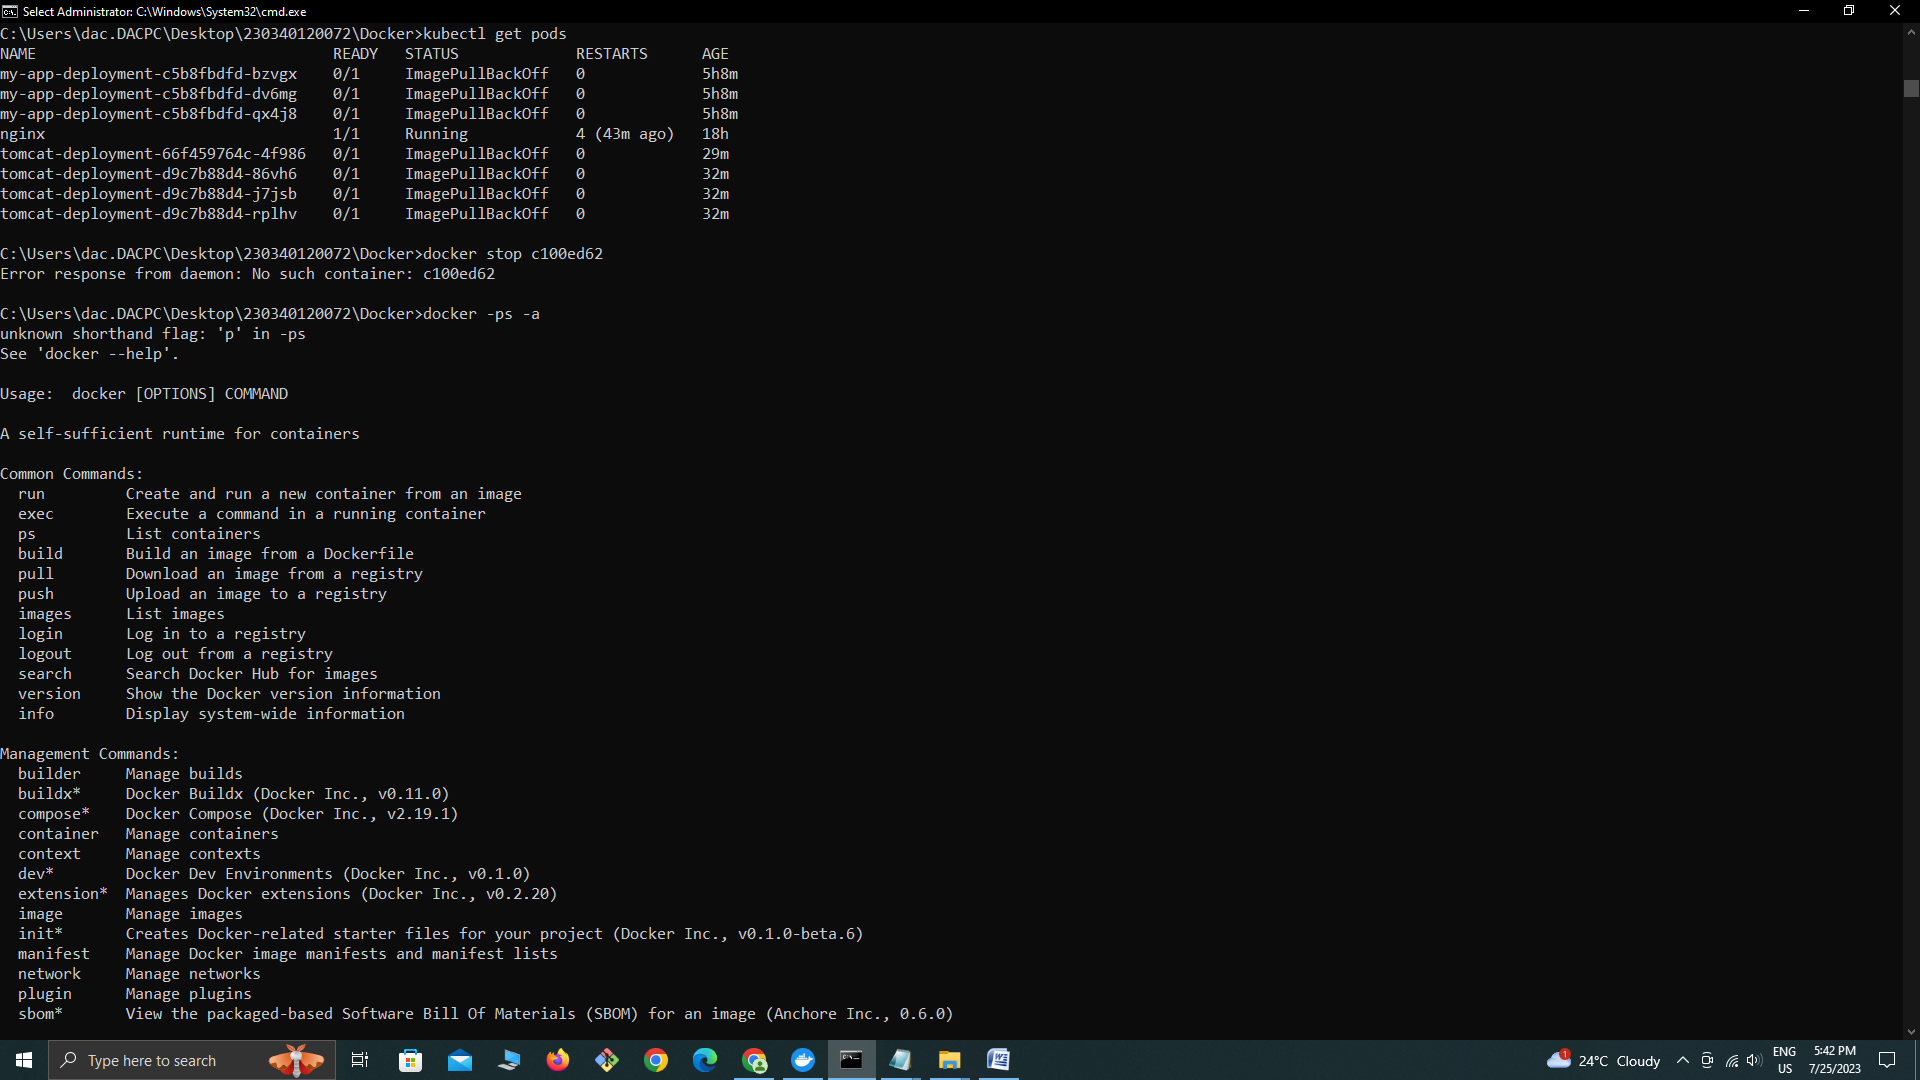 Select Administrator: C:\Windows\System32\cmd.exe
C:\Users\dac.DACPC\Desktop\230340120072\Docker>kubectl get pods
NAME READY STATUS RESTARTS AGE
my-app-deployment-c5b8fbdfd-bzvgx 0/1 ImagePullBackOff 0 5h8m
my-app-deployment-c5b8fbdfd-dv6mg 0/1 ImagePullBackOff 0 5h8m
my-app-deployment-c5b8fbdfd-qx4j8 0/1 ImagePullBackOff 0 5h8m
nginx 1/1 Running 4 (43m ago) 18h
tomcat-deployment-66f459764c-4f986 0/1 ImagePullBackOff 0 29m
tomcat-deployment-d9c7b88d4-86vh6 0/1 ImagePullBackOff 0 32m
tomcat-deployment-d9c7b88d4-j7jsb 0/1 ImagePullBackOff 0 32m
tomcat-deployment-d9c7b88d4-rplhv 0/1 ImagePullBackOff 0 32m
C:\Users\dac.DACPC\Desktop\230340120072\Docker>docker stop c100ed62
Error response from daemon: No such container: c100ed62
C:\Users\dac.DACPC\Desktop\230340120072\Docker>docker -ps -a
unknown shorthand flag: 'p' in -ps
See 'docker --help'.
Usage:  docker [OPTIONS] COMMAND
A self-sufficient runtime for containers
Common Commands:
run Create and run a new container from an image
exec Execute a command in a running container
ps List containers
build Build an image from a Dockerfile
pull Download an image from a registry
push Upload an image to a registry
images List images
login Log in to a registry
logout Log out from a registry
search Search Docker Hub for images
version Show the Docker version information
info Display system-wide information
Management Commands:
builder Manage builds
buildx* Docker Buildx (Docker Inc., v0.11.0)
compose* Docker Compose (Docker Inc., v2.19.1)
container Manage containers
context Manage contexts
dev* Docker Dev Environments (Docker Inc., v0.1.0)
extension* Manages Docker extensions (Docker Inc., v0.2.20)
image Manage images
init* Creates Docker-related starter files for your project (Docker Inc., v0.1.0-beta.6)
manifest Manage Docker image manifests and manifest lists
network Manage networks
plugin Manage plugins
sbom* View the packaged-based Software Bill Of Materials (SBOM) for an image (Anchore Inc., 0.6.0)
Type here to search
1
24°C Cloudy
ENG
US
5:42 PM
7/25/2023